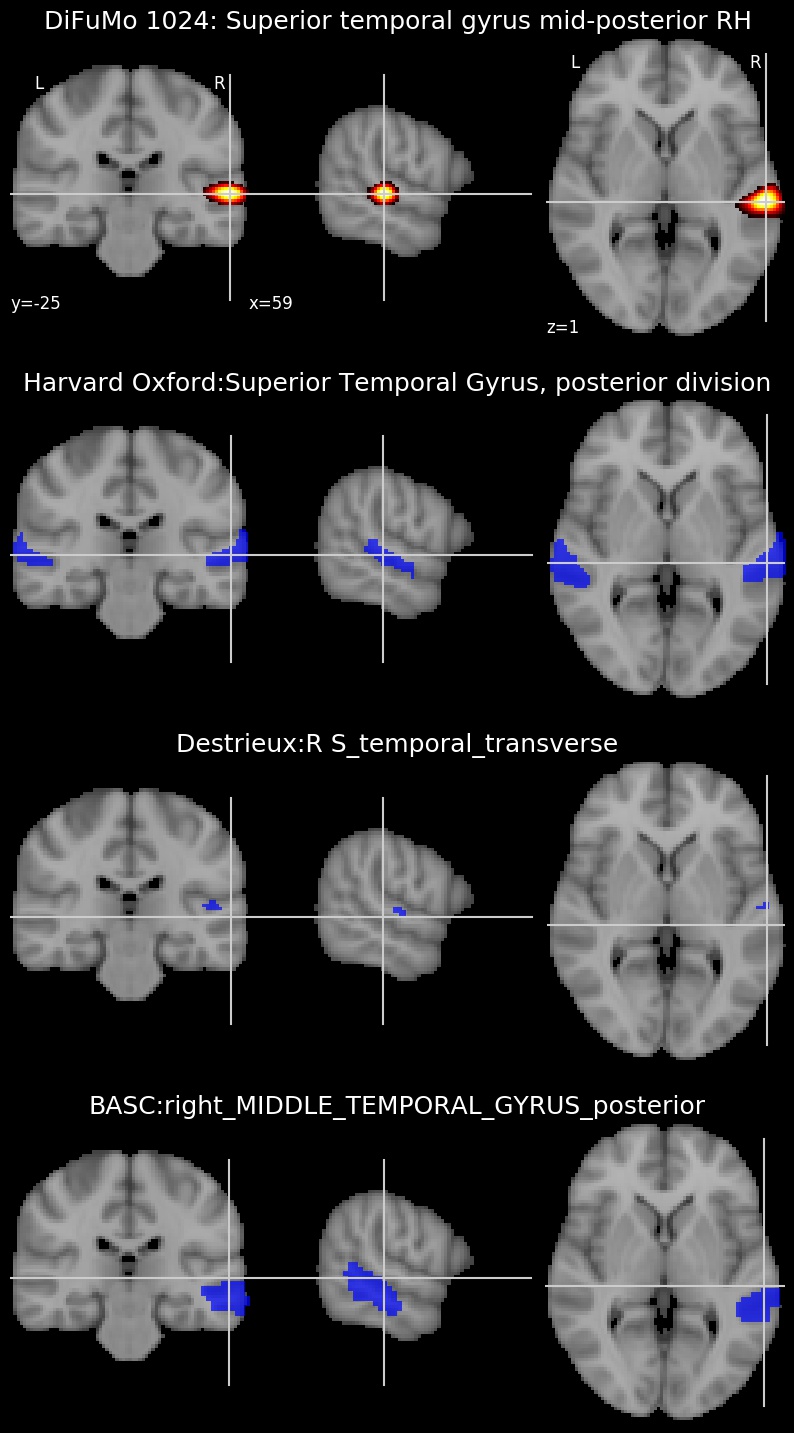 DiFuMo 1024: Superior temporal gyrus mid-posterior RH
L R L R
y=-25 x=59 z=1
Harvard Oxford:Superior Temporal Gyrus, posterior division
Destrieux:R S_temporal_transverse
BASC:right_MIDDLE_TEMPORAL_GYRUS_posterior